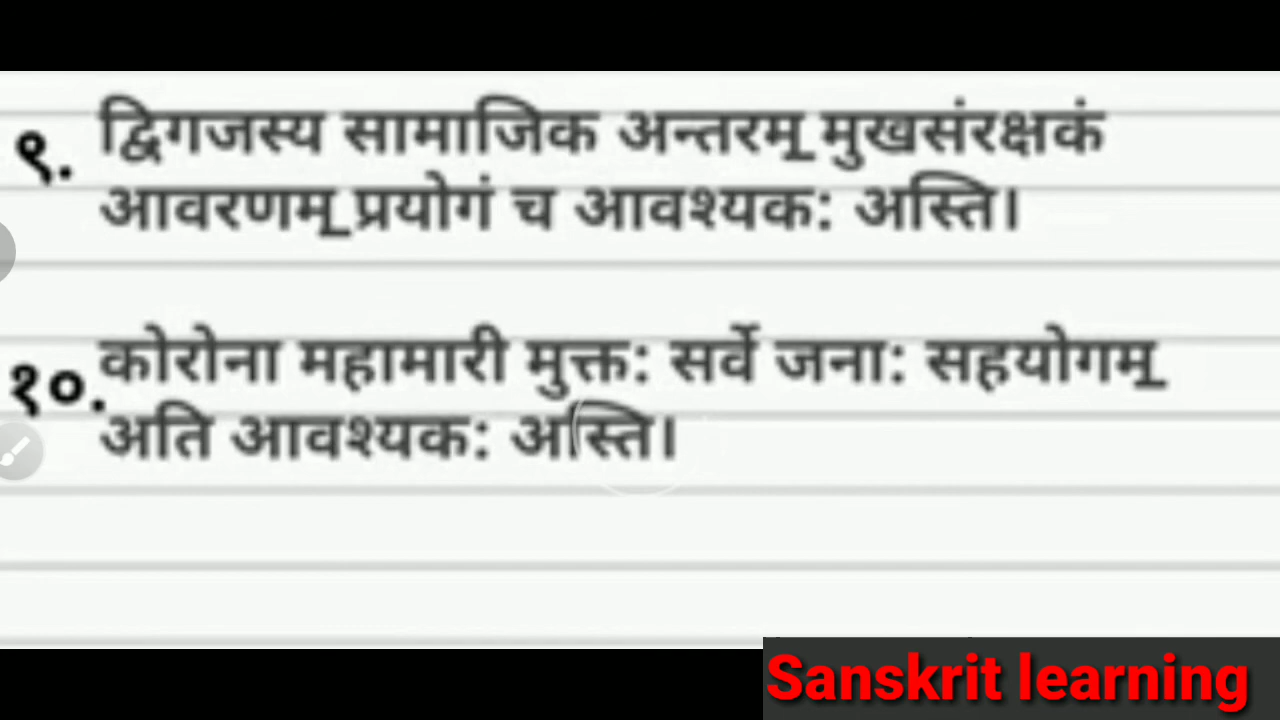 ९. द्विगजस्य सामाजिक अन्तरम् मुखसंरक्षकं
आवरणम् प्रयोगं च आवश्यक: अस्ति।
१०. कोरोना महामारी मुक्त: सर्वे जना: सहयोगम्
अति आवश्यक: अस्ति।
Sanskrit learning